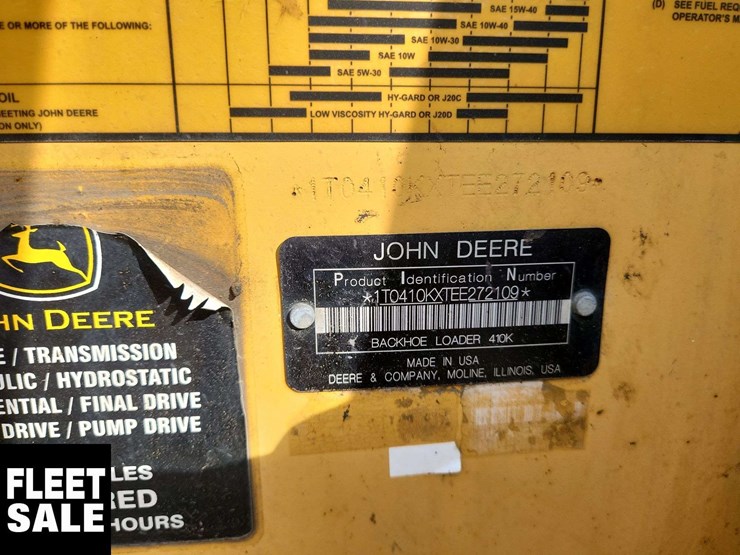 E OR MORE OF THE FOLLOWING:
SAE 15W-40
SAE 10W-40
SAE 10W-30
SAE 10W
SAE 5W-30
(D) SEE FUEL REQ
OPERATOR'S M
OIL
EETING JOHN DEERE
ON ONLY)
HY-GARD OR J20C
LOW VISCOSITY HY-GARD OR J20D
*1T0410KXTEE272109*
JOHN DEERE
Product Identification Number
*1T0410KXTEE272109*
BACKHOE LOADER 410K
MADE IN USA
DEERE & COMPANY, MOLINE, ILLINOIS, USA
HN DEERE
E / TRANSMISSION
ULIC / HYDROSTATIC
ENTIAL / FINAL DRIVE
DRIVE / PUMP DRIVE
LES
RED
HOURS
FLEET
SALE